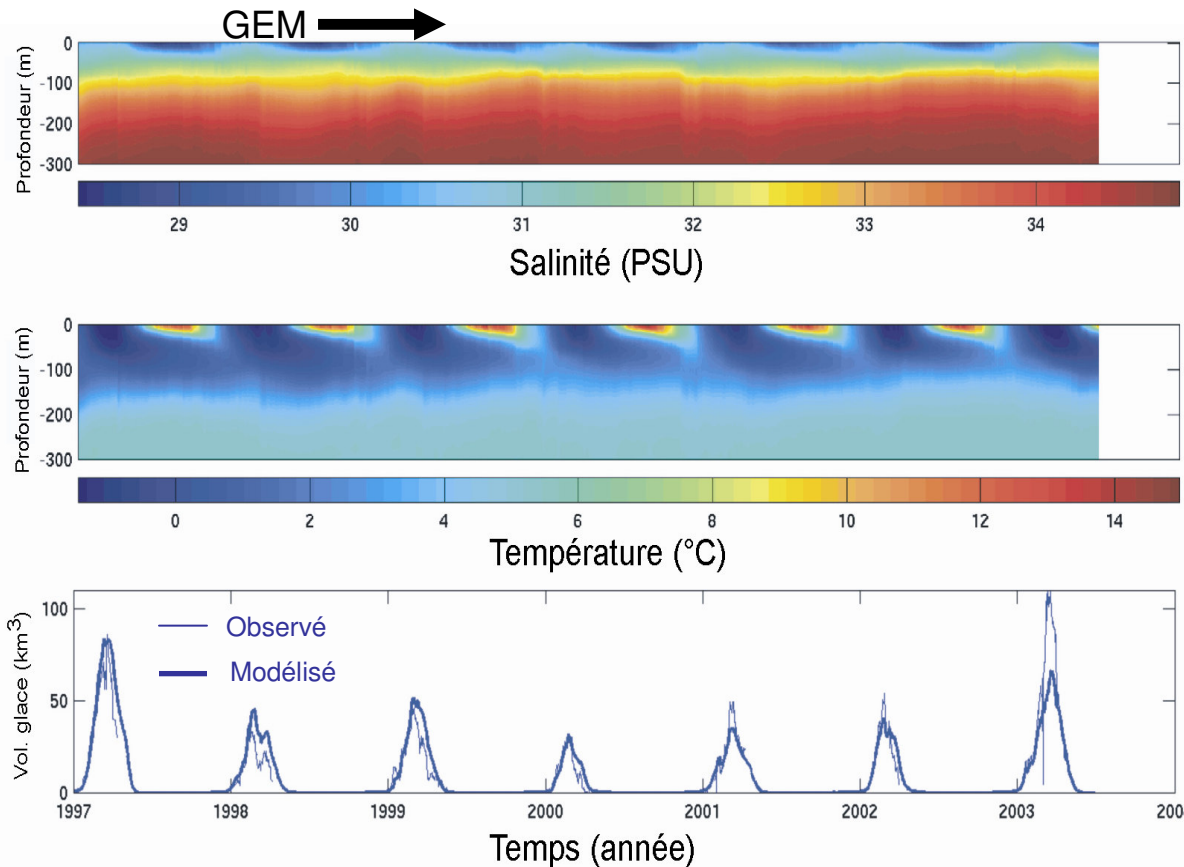 GEM
Profondeur (m)
0
-100
-200
-300
29 30 31 32 33 34
Salinité (PSU)
Profondeur (m)
0
-100
-200
-300
0 2 4 6 8 10 12 14
Température (°C)
Vol. glace (km³)
100
50
0
Observé
Modélisé
1997 1998 1999 2000 2001 2002 2003 200
Temps (année)